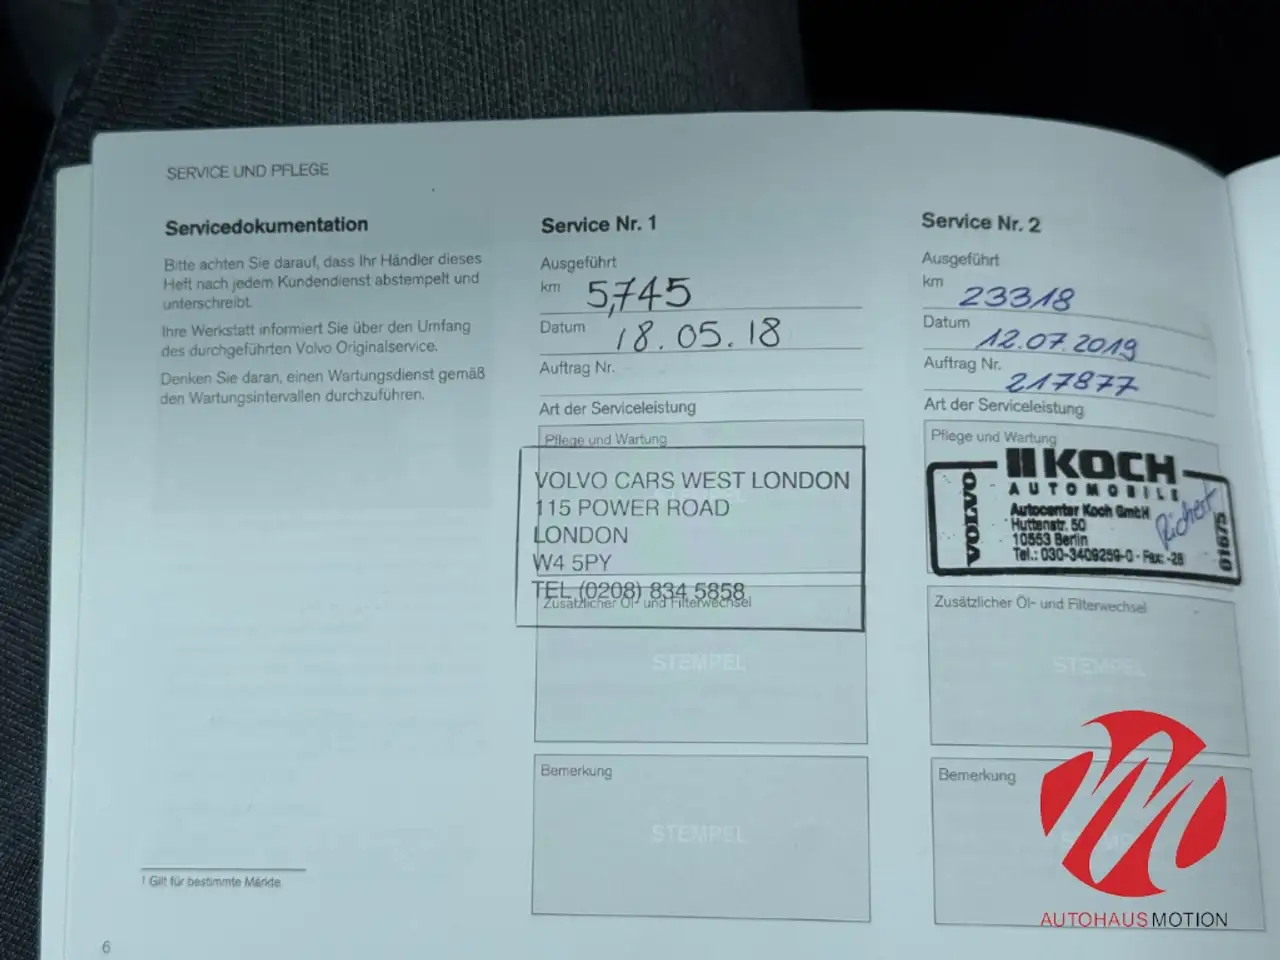 SERVICE UND PFLEGE
Servicedokumentation
Bitte achten Sie darauf, dass Ihr Händler dieses
Heft nach jedem Kundendienst abstempelt und
unterschreibt.
Ihre Werkstatt informiert Sie über den Umfang
des durchgeführten Volvo Originalservice.
Denken Sie daran, einen Wartungsdienst gemäß
den Wartungsintervallen durchzuführen.
1 Gilt für bestimmte Märkte.
6
Service Nr. 1
Ausgeführt
km 5,745
Datum 18.05.18
Auftrag Nr.
Art der Serviceleistung
Pflege und Wartung
VOLVO CARS WEST LONDON
115 POWER ROAD
LONDON
W4 5PY
TEL (0208) 834 5858
Zusätzlicher Öl- und Filterwechsel
STEMPEL
Bemerkung
STEMPEL
Service Nr. 2
Ausgeführt
km 23318
Datum 12.07.2019
Auftrag Nr. 217877
Art der Serviceleistung
Pflege und Wartung
VOLVO
KOCH
AUTOMOBILE
Autocenter Koch GmbH
Huttenstr. 50
10553 Berlin
Tel.: 030-3409259-0 · Fax: -28
Richert
01675
Zusätzlicher Öl- und Filterwechsel
STEMPEL
Bemerkung
AUTOHAUS MOTION